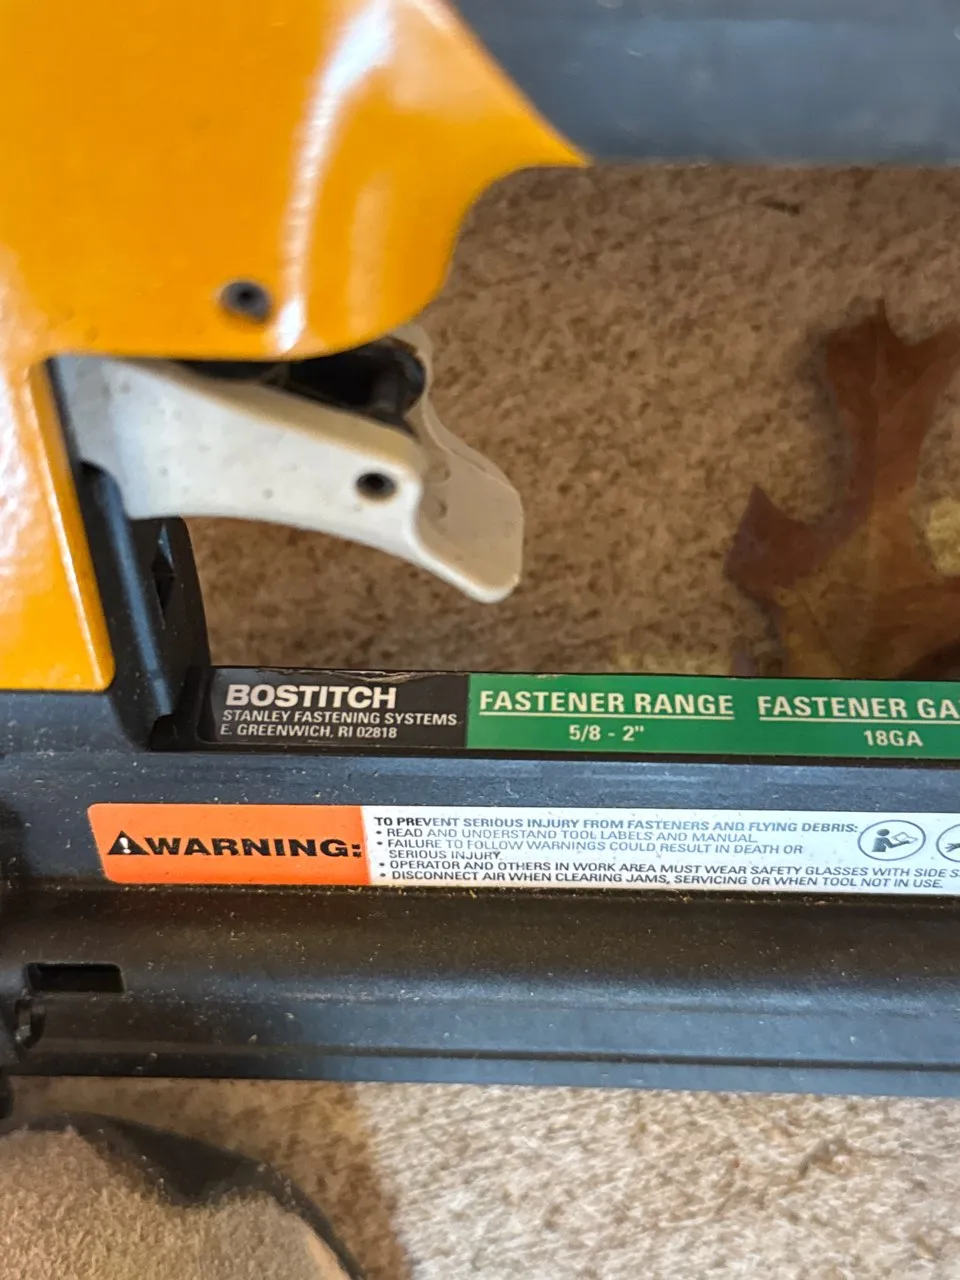 BOSTITCH
STANLEY FASTENING SYSTEMS
E. GREENWICH, RI 02818
FASTENER RANGE
5/8 - 2"
FASTENER GA
18GA
WARNING:
TO PREVENT SERIOUS INJURY FROM FASTENERS AND FLYING DEBRIS:
• READ AND UNDERSTAND TOOL LABELS AND MANUAL.
• FAILURE TO FOLLOW WARNINGS COULD RESULT IN DEATH OR
SERIOUS INJURY.
• OPERATOR AND OTHERS IN WORK AREA MUST WEAR SAFETY GLASSES WITH SIDE S
• DISCONNECT AIR WHEN CLEARING JAMS, SERVICING OR WHEN TOOL NOT IN USE.